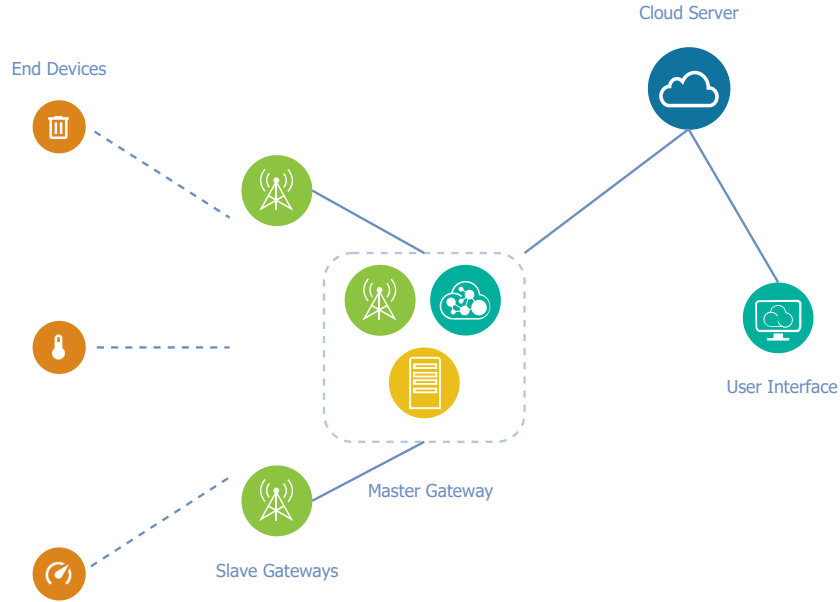 Cloud Server
End Devices
User Interface
Master Gateway
Slave Gateways